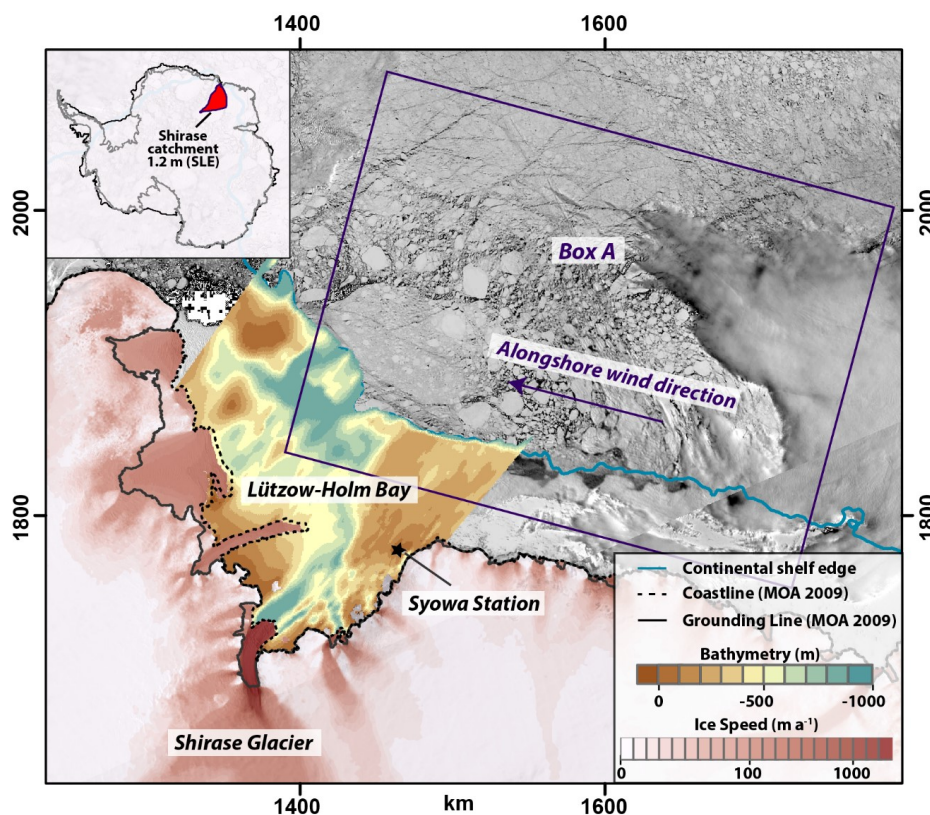 1400
1600
Shirase
catchment
1.2 m (SLE)
2000
2000
Box A
Alongshore wind direction
Lützow-Holm Bay
1800
1800
Syowa Station
Shirase Glacier
Continental shelf edge
Coastline (MOA 2009)
Grounding Line (MOA 2009)
Bathymetry (m)
0
-500
-1000
Ice Speed (m a⁻¹)
0
100
1000
1400
km
1600